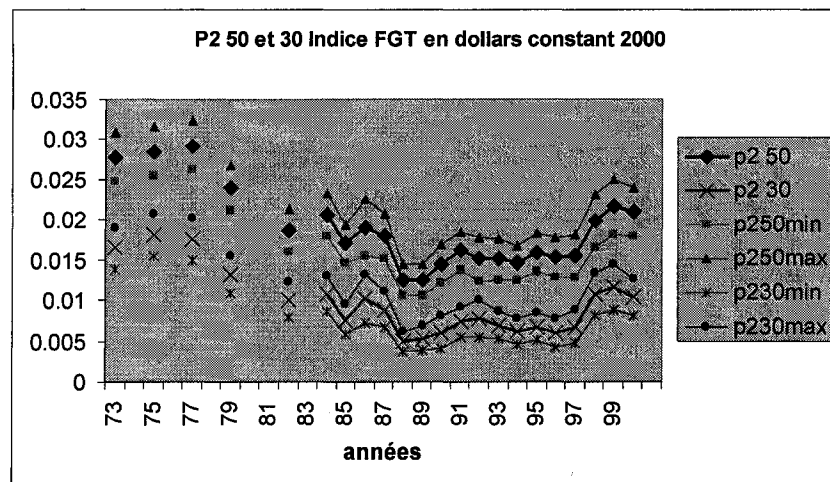 P2 50 et 30 Indice FGT en dollars constant 2000
0.035
0.03
0.025
0.02
0.015
0.01
0.005
0
73
75
77
79
81
83
85
87
89
91
93
95
97
99
années
p2 50
p2 30
p250min
p250max
p230min
p230max